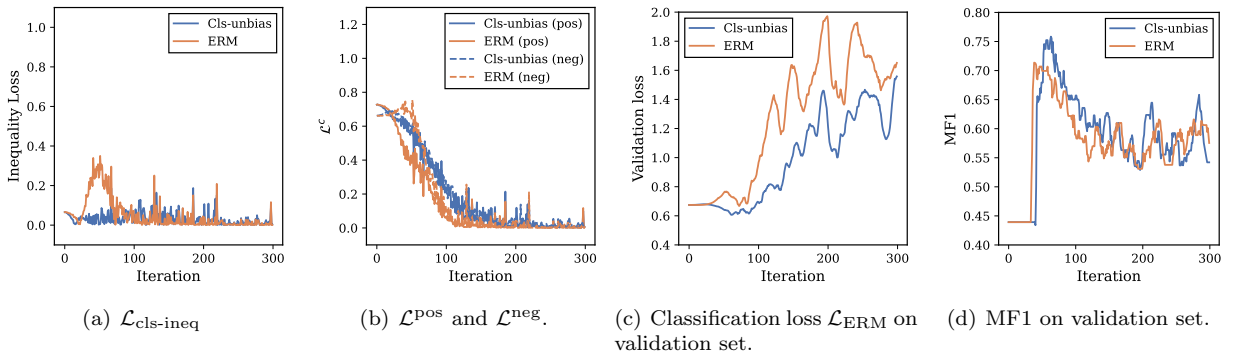 Inequality Loss
1.0
0.8
0.6
0.4
0.2
0.0
Cls-unbias
ERM
0 100 200 300
Iteration
(a) ℒcls-ineq
ℒᶜ
1.2
1.0
0.8
0.6
0.4
0.2
0.0
Cls-unbias (pos)
ERM (pos)
Cls-unbias (neg)
ERM (neg)
0 100 200 300
Iteration
(b) ℒpos and ℒneg.
Validation loss
2.0
1.8
1.6
1.4
1.2
1.0
0.8
0.6
0.4
Cls-unbias
ERM
0 100 200 300
Iteration
(c) Classification loss ℒERM on
validation set.
MF1
0.80
0.75
0.70
0.65
0.60
0.55
0.50
0.45
0.40
Cls-unbias
ERM
0 100 200 300
Iteration
(d) MF1 on validation set.